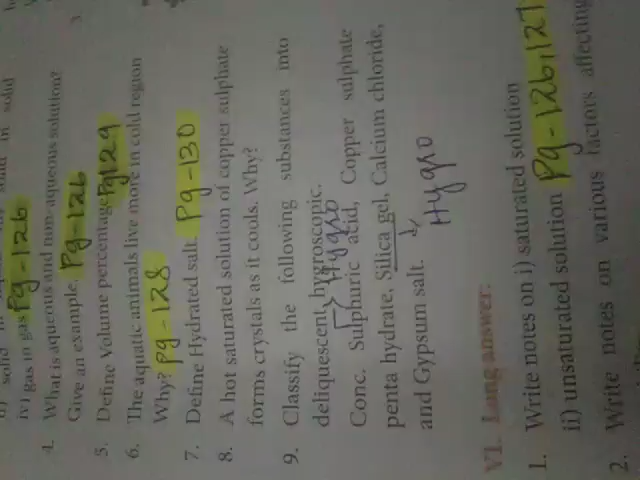 solid
iv) gas in gas Pg-126
4. What is aqueous and non-aqueous solution?
Give an example. Pg-126
5. Define Volume percentage Pg129
6. The aquatic animals live more in cold region
Why? Pg-128
7. Define Hydrated salt. Pg-130
8. A hot saturated solution of copper sulphate
forms crystals as it cools. Why?
9. Classify the following substances into
deliquescent, hygroscopic.
Hygro
Conc. Sulphuric acid, Copper sulphate
penta hydrate, Silica gel, Calcium chloride,
and Gypsum salt.
Hygro
VI. Long answer:
1. Write notes on i) saturated solution
ii) unsaturated solution Pg-126,127
2. Write notes on various factors affecting